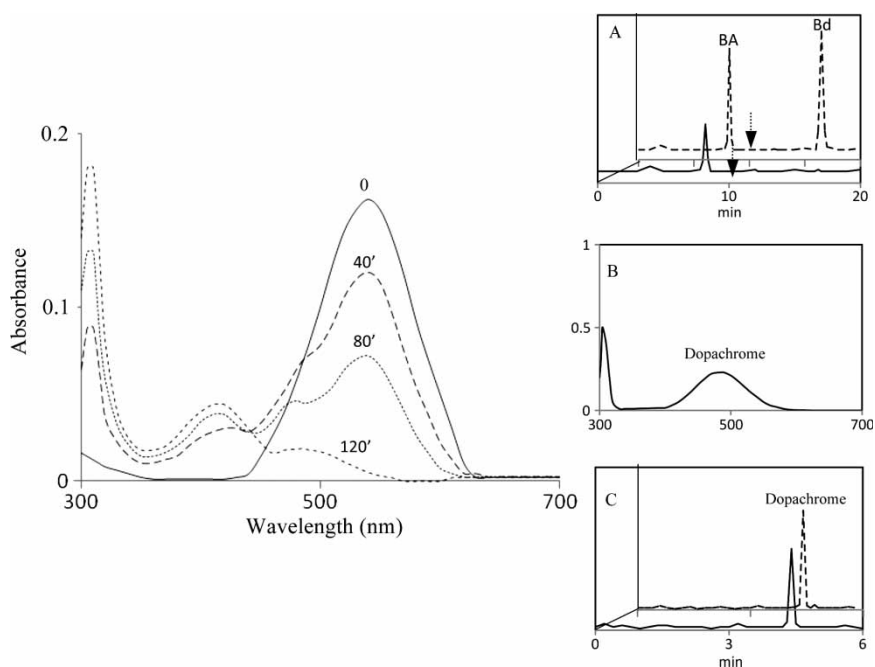 0.2
0.1
0
Absorbance
0
40’
80’
120’
300
500
700
Wavelength (nm)
A
BA
Bd
0
10
20
min
B
1
0.5
0
Dopachrome
300
500
700
C
Dopachrome
0
3
6
min